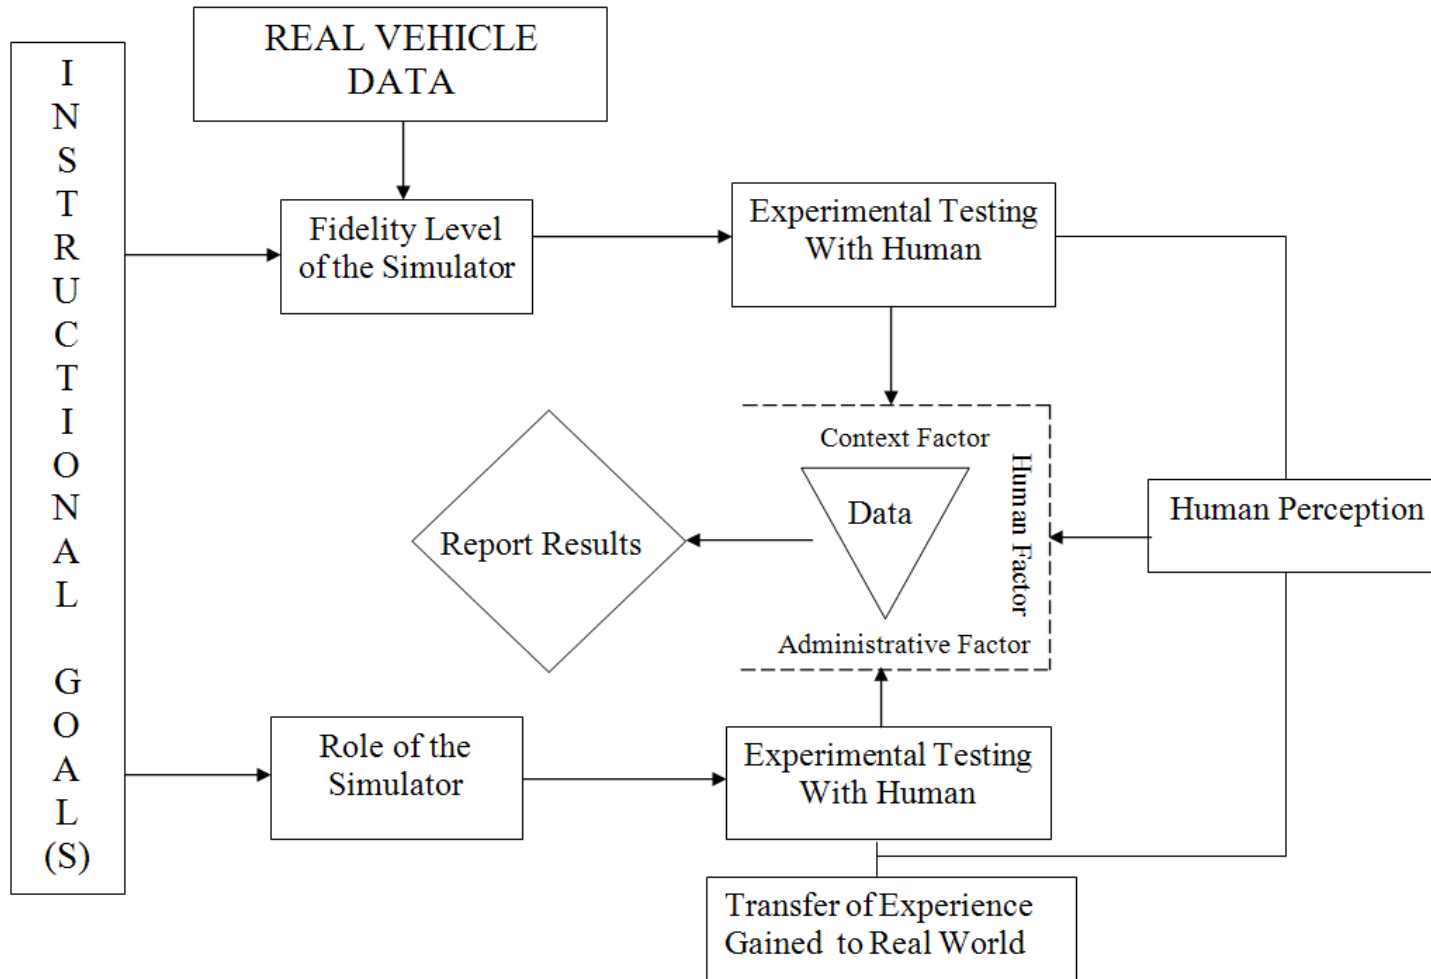 INSTRUCTIONAL GOAL(S)
REAL VEHICLE
DATA
Fidelity Level
of the Simulator
Experimental Testing
With Human
Context Factor
Human Factor
Data
Administrative Factor
Report Results
Human Perception
Role of the
Simulator
Experimental Testing
With Human
Transfer of Experience
Gained to Real World